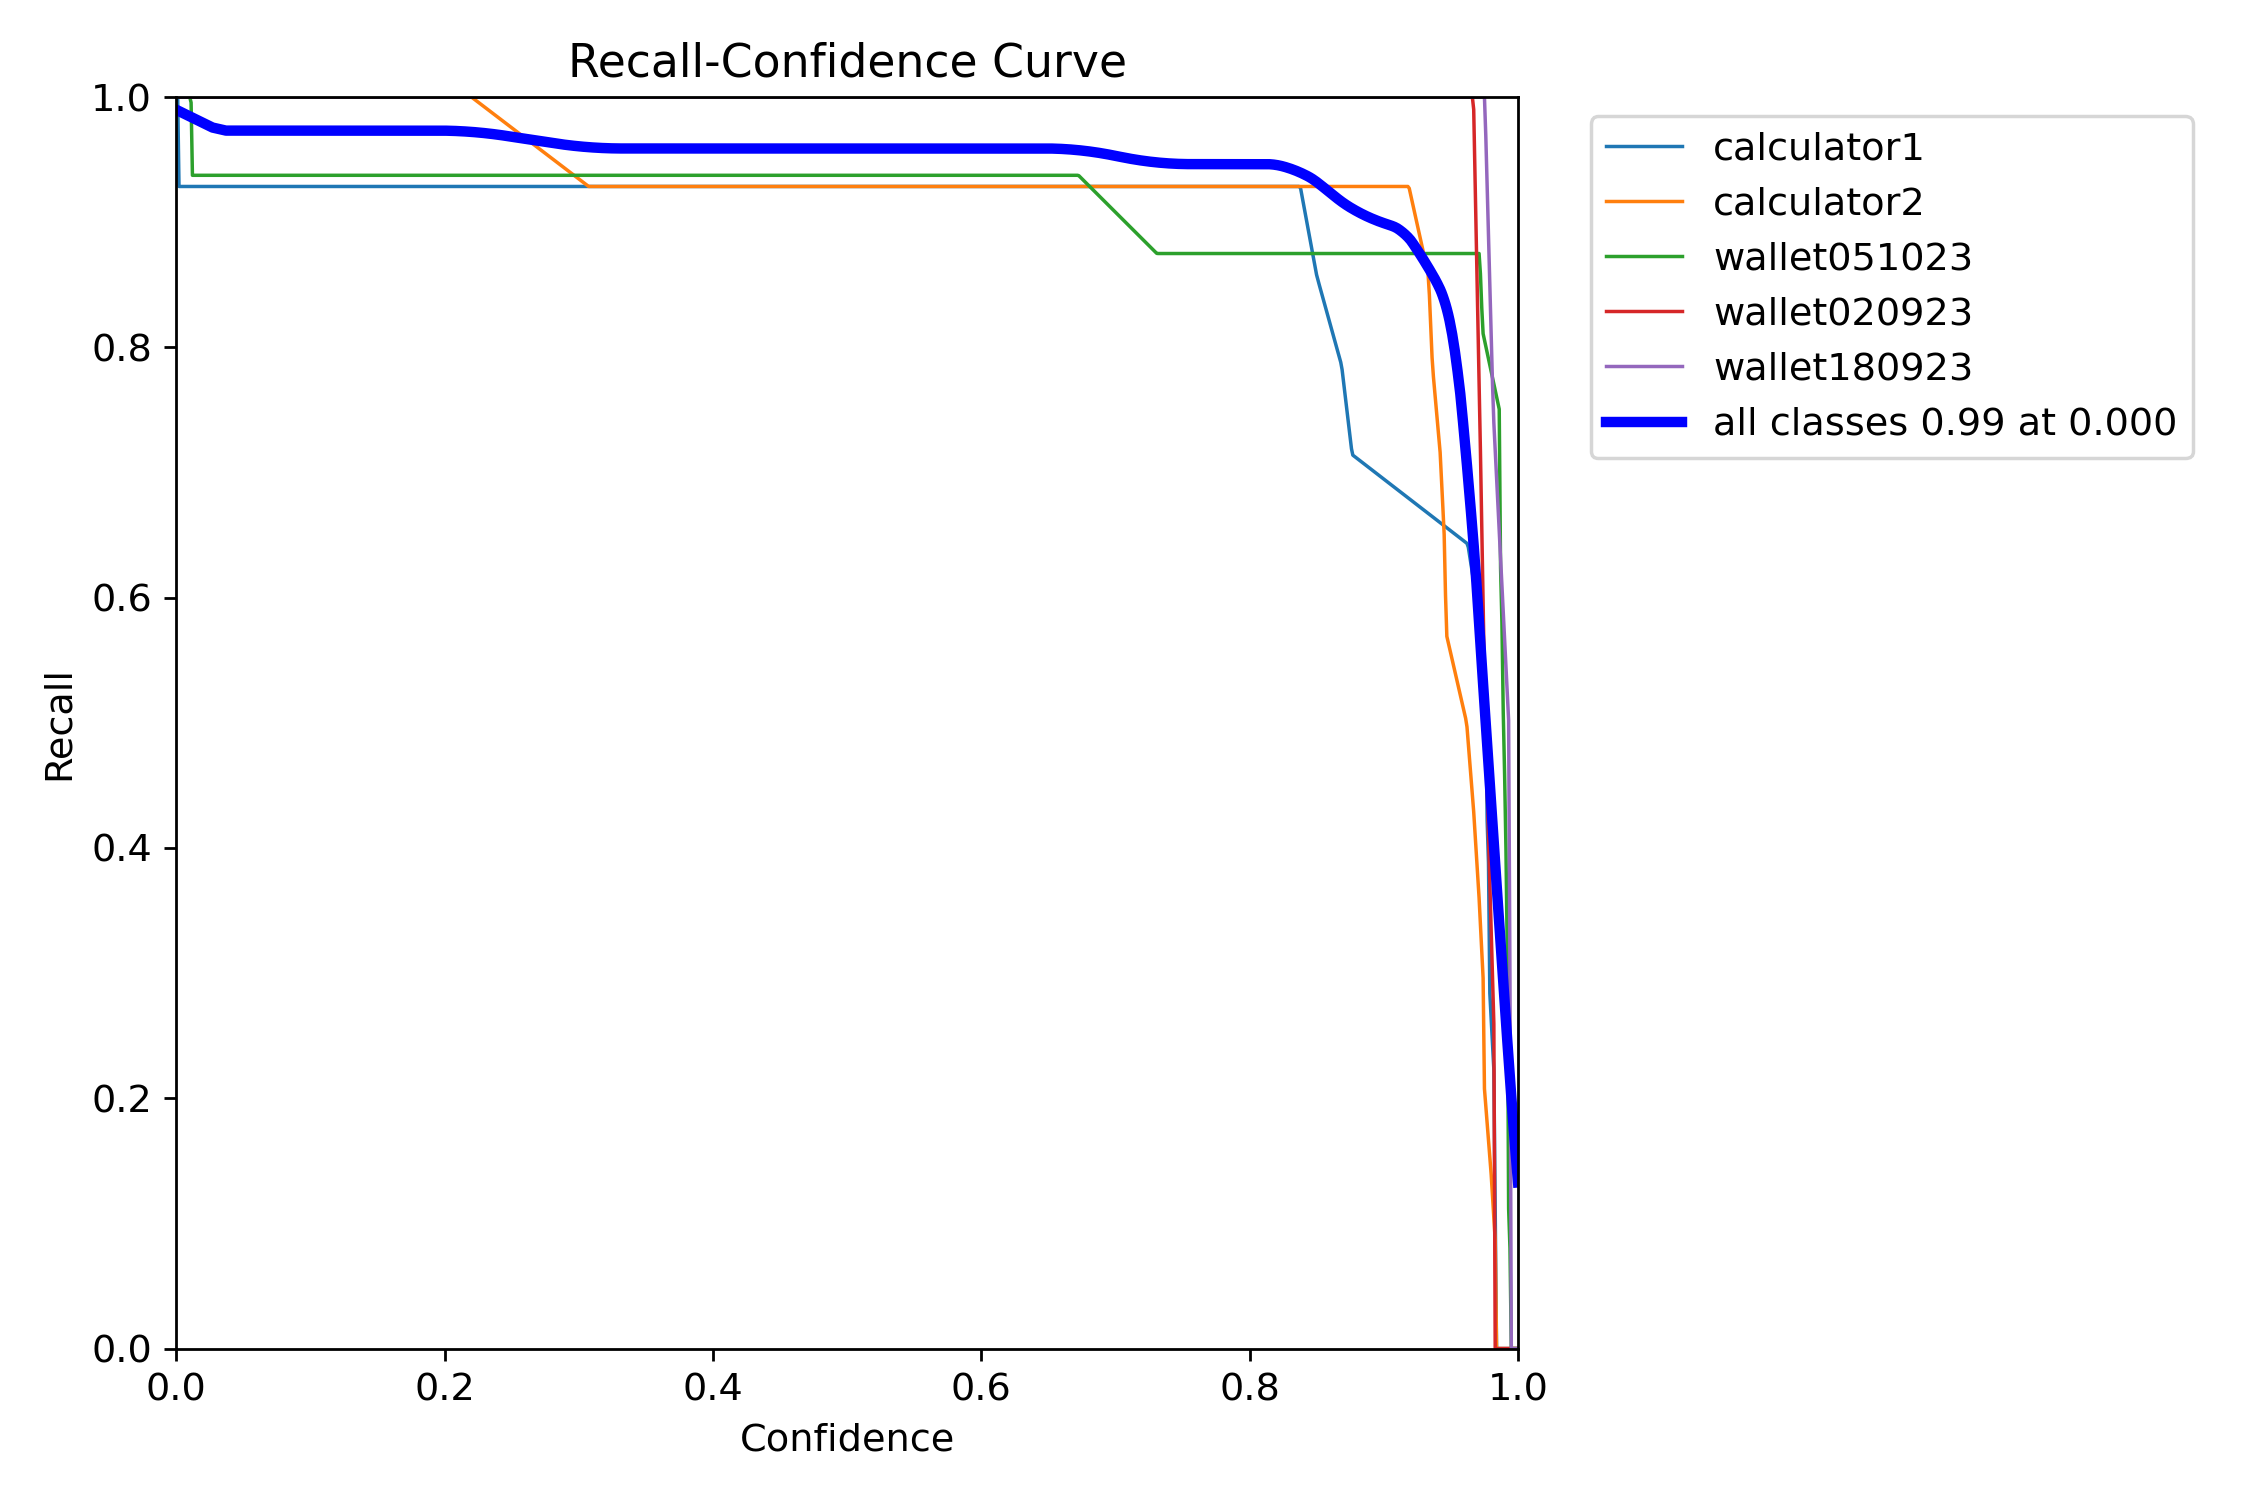 Recall-Confidence Curve
1.0
0.8
0.6
0.4
0.2
0.0
Recall
0.0 0.2 0.4 0.6 0.8 1.0
Confidence
calculator1
calculator2
wallet051023
wallet020923
wallet180923
all classes 0.99 at 0.000